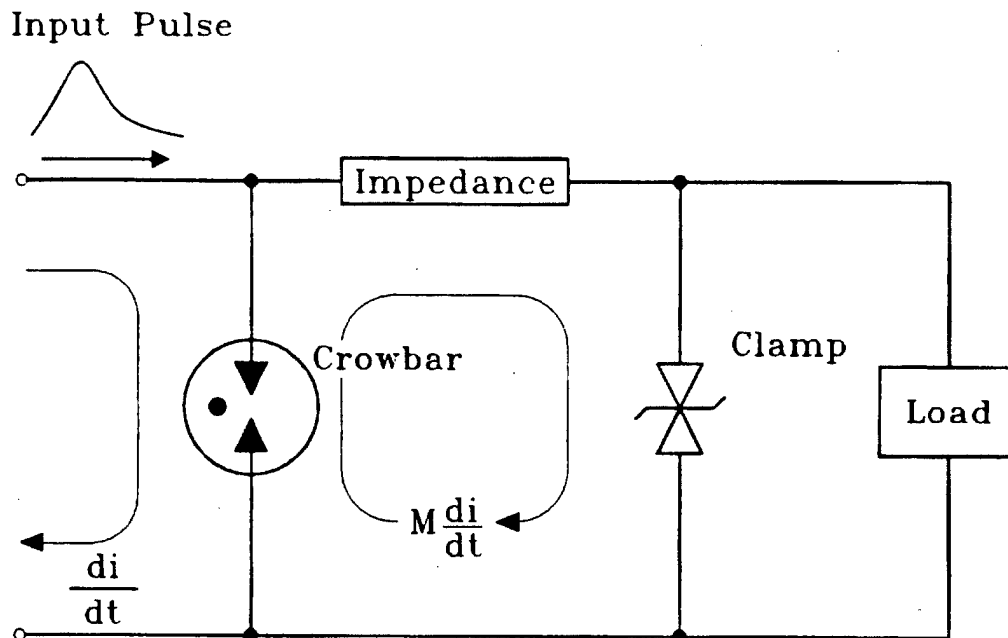 Input Pulse
Impedance
Crowbar
Clamp
Load
M di/dt
di/dt